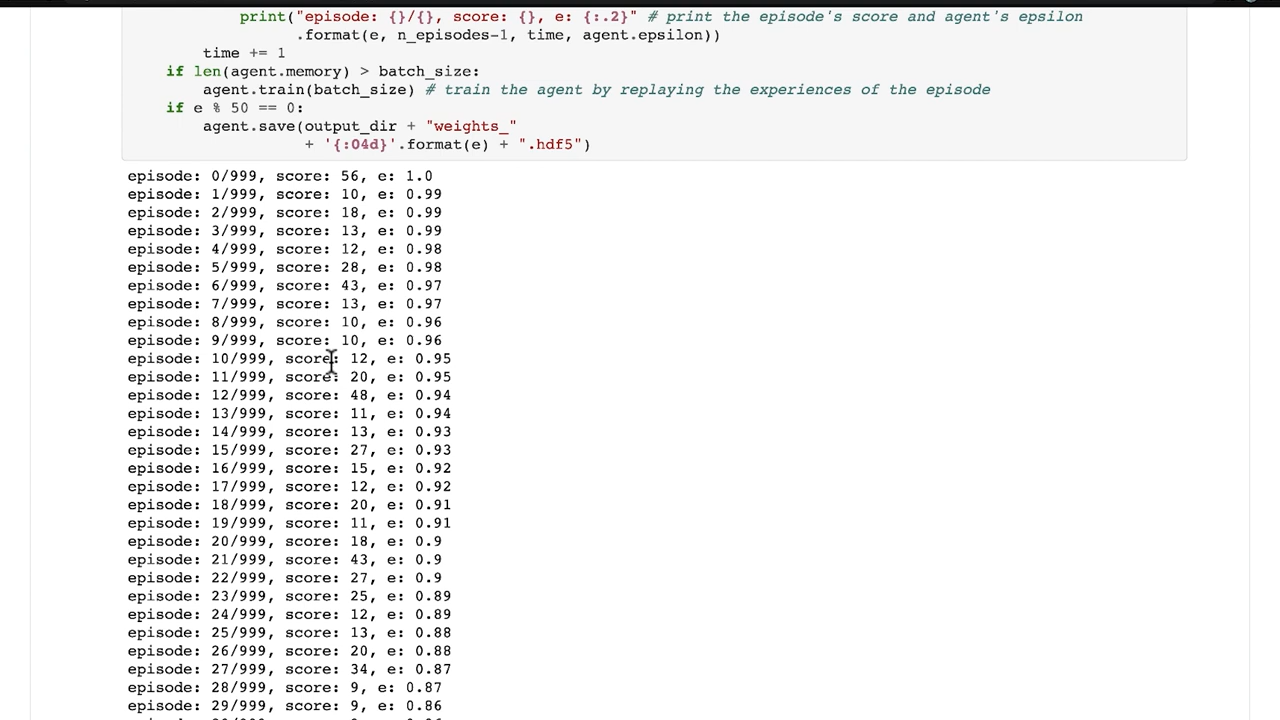 print("episode: {}/{}, score: {}, e: {:.2}" # print the episode's score and agent's epsilon
.format(e, n_episodes-1, time, agent.epsilon))
time += 1
if len(agent.memory) > batch_size:
agent.train(batch_size) # train the agent by replaying the experiences of the episode
if e % 50 == 0:
agent.save(output_dir + "weights_"
+ '{:04d}'.format(e) + ".hdf5")
episode: 0/999, score: 56, e: 1.0
episode: 1/999, score: 10, e: 0.99
episode: 2/999, score: 18, e: 0.99
episode: 3/999, score: 13, e: 0.99
episode: 4/999, score: 12, e: 0.98
episode: 5/999, score: 28, e: 0.98
episode: 6/999, score: 43, e: 0.97
episode: 7/999, score: 13, e: 0.97
episode: 8/999, score: 10, e: 0.96
episode: 9/999, score: 10, e: 0.96
episode: 10/999, score: 12, e: 0.95
episode: 11/999, score: 20, e: 0.95
episode: 12/999, score: 48, e: 0.94
episode: 13/999, score: 11, e: 0.94
episode: 14/999, score: 13, e: 0.93
episode: 15/999, score: 27, e: 0.93
episode: 16/999, score: 15, e: 0.92
episode: 17/999, score: 12, e: 0.92
episode: 18/999, score: 20, e: 0.91
episode: 19/999, score: 11, e: 0.91
episode: 20/999, score: 18, e: 0.9
episode: 21/999, score: 43, e: 0.9
episode: 22/999, score: 27, e: 0.9
episode: 23/999, score: 25, e: 0.89
episode: 24/999, score: 12, e: 0.89
episode: 25/999, score: 13, e: 0.88
episode: 26/999, score: 20, e: 0.88
episode: 27/999, score: 34, e: 0.87
episode: 28/999, score: 9, e: 0.87
episode: 29/999, score: 9, e: 0.86